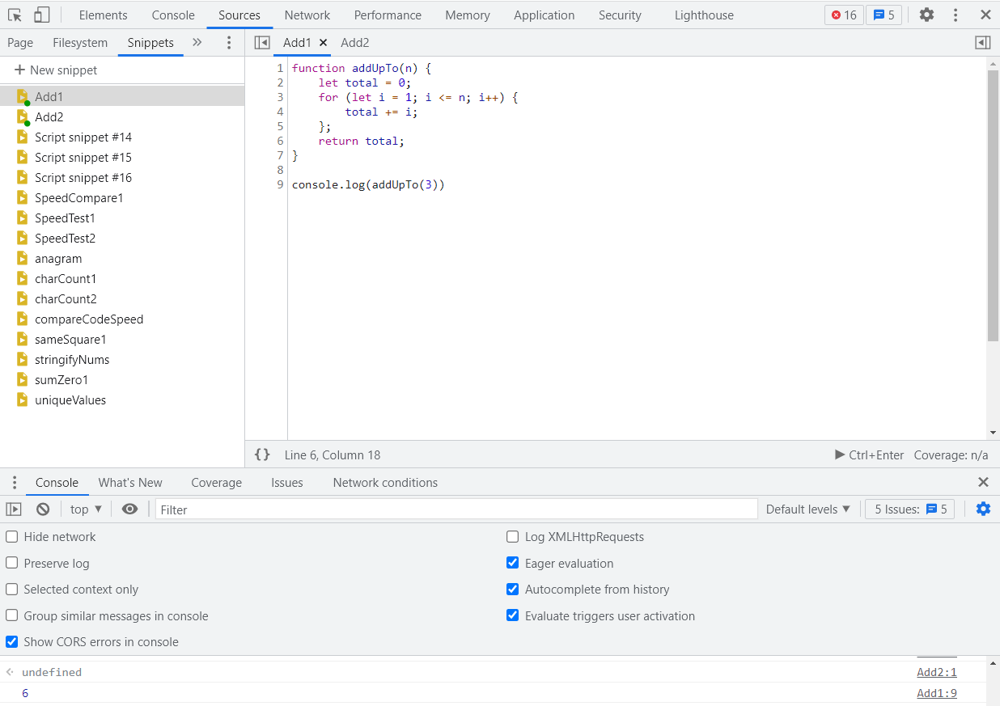 Elements Console Sources Network Performance Memory Application Security Lighthouse 16 5
Page Filesystem Snippets Add1 Add2
New snippet
Add1
Add2
Script snippet #14
Script snippet #15
Script snippet #16
SpeedCompare1
SpeedTest1
SpeedTest2
anagram
charCount1
charCount2
compareCodeSpeed
sameSquare1
stringifyNums
sumZero1
uniqueValues
1 function addUpTo(n) {
2 let total = 0;
3 for (let i = 1; i <= n; i++) {
4 total += i;
5 };
6 return total;
7 }
8
9 console.log(addUpTo(3))
{} Line 6, Column 18 Ctrl+Enter Coverage: n/a
Console What's New Coverage Issues Network conditions
top Filter Default levels 5 Issues: 5
Hide network Log XMLHttpRequests
Preserve log Eager evaluation
Selected context only Autocomplete from history
Group similar messages in console Evaluate triggers user activation
Show CORS errors in console
undefined Add2:1
6 Add1:9